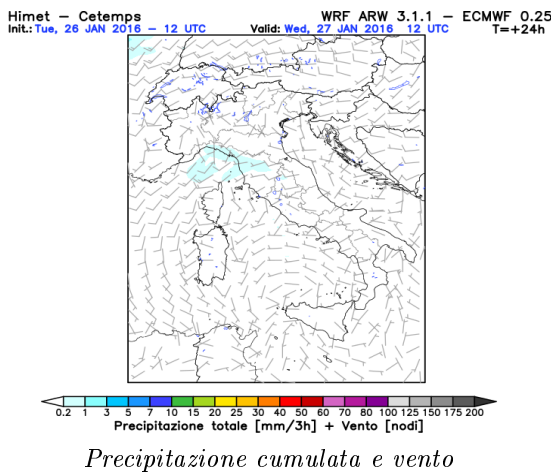 Himet – Cetemps WRF ARW 3.1.1 – ECMWF 0.25
Init.: Tue, 26 JAN 2016 – 12 UTC Valid: Wed, 27 JAN 2016 12 UTC T=+24h
0.2 1 3 5 7 10 15 20 25 30 40 50 60 70 80 100 125 150 175 200
Precipitazione totale [mm/3h] + Vento [nodi]
Precipitazione cumulata e vento